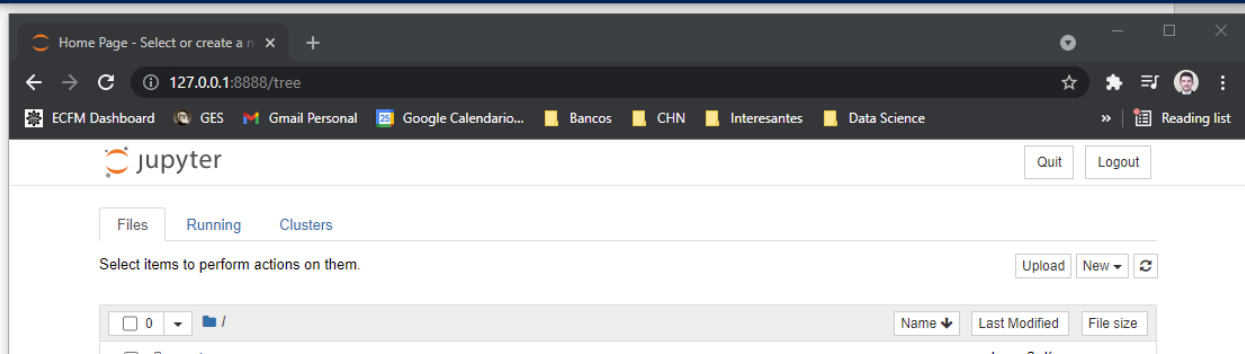 Home Page - Select or create a n
127.0.0.1:8888/tree
ECFM Dashboard GES Gmail Personal 25 Google Calendario... Bancos CHN Interesantes Data Science » Reading list
jupyter Quit Logout
Files Running Clusters
Select items to perform actions on them. Upload New
0 / Name Last Modified File size